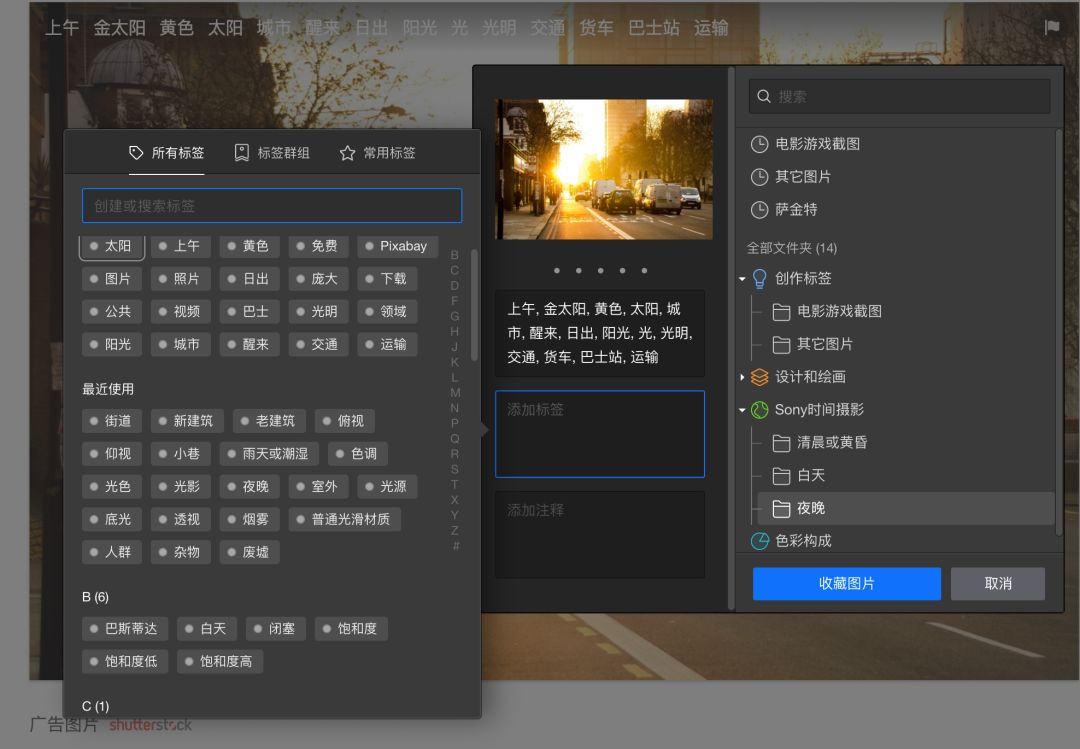 上午 金太阳 黄色 太阳 城市 醒来 日出 阳光 光 光明 交通 货车 巴士站 运输
所有标签 标签群组 常用标签
创建或搜索标签
太阳 上午 黄色 免费 Pixabay
图片 照片 日出 庞大 下载
公共 视频 巴士 光明 领域
阳光 城市 醒来 交通 运输
最近使用
街道 新建筑 老建筑 俯视
仰视 小巷 雨天或潮湿 色调
光色 光影 夜晚 室外 光源
底光 透视 烟雾 普通光滑材质
人群 杂物 废墟
B (6)
巴斯蒂达 白天 闭塞 饱和度
饱和度低 饱和度高
C (1)
B
C
D
F
G
H
J
K
L
M
N
P
Q
R
S
T
X
Y
Z
#
上午, 金太阳, 黄色, 太阳, 城
市, 醒来, 日出, 阳光, 光, 光明,
交通, 货车, 巴士站, 运输
添加标签
添加注释
搜索
电影游戏截图
其它图片
萨金特
全部文件夹 (14)
创作标签
电影游戏截图
其它图片
设计和绘画
Sony时间摄影
清晨或黄昏
白天
夜晚
色彩构成
收藏图片 取消
广告图片 shutterstock